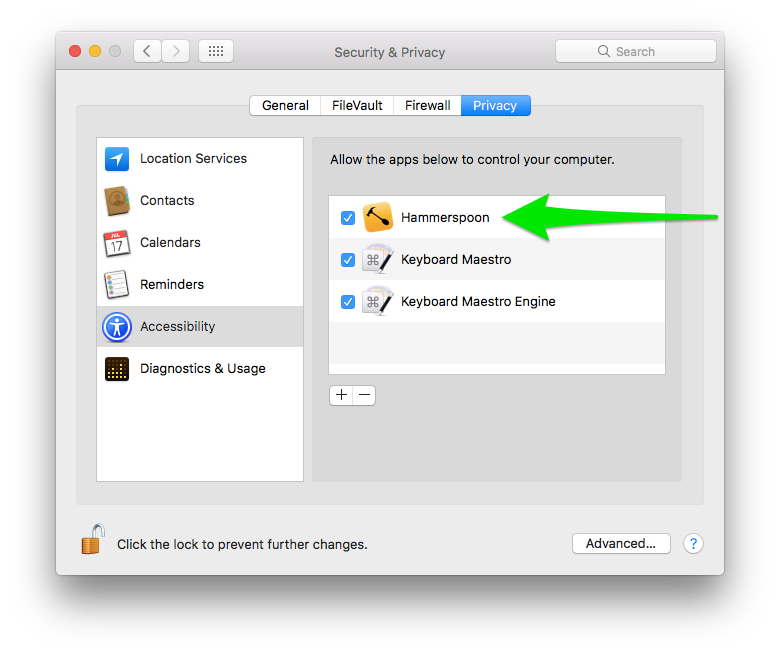 Security & Privacy
Search
General
FileVault
Firewall
Privacy
Location Services
Contacts
JUL
17
Calendars
Reminders
Accessibility
Diagnostics & Usage
Allow the apps below to control your computer.
Hammerspoon
Keyboard Maestro
Keyboard Maestro Engine
+
−
Click the lock to prevent further changes.
Advanced...
?